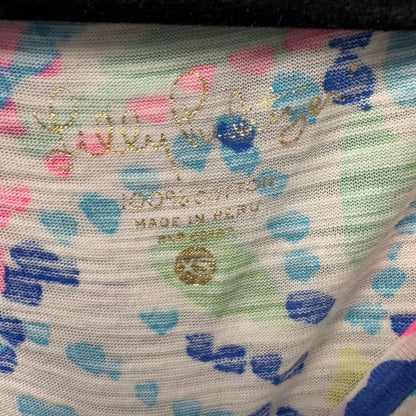 Lilly Pulitzer
100% COTTON
MADE IN PERU
XS